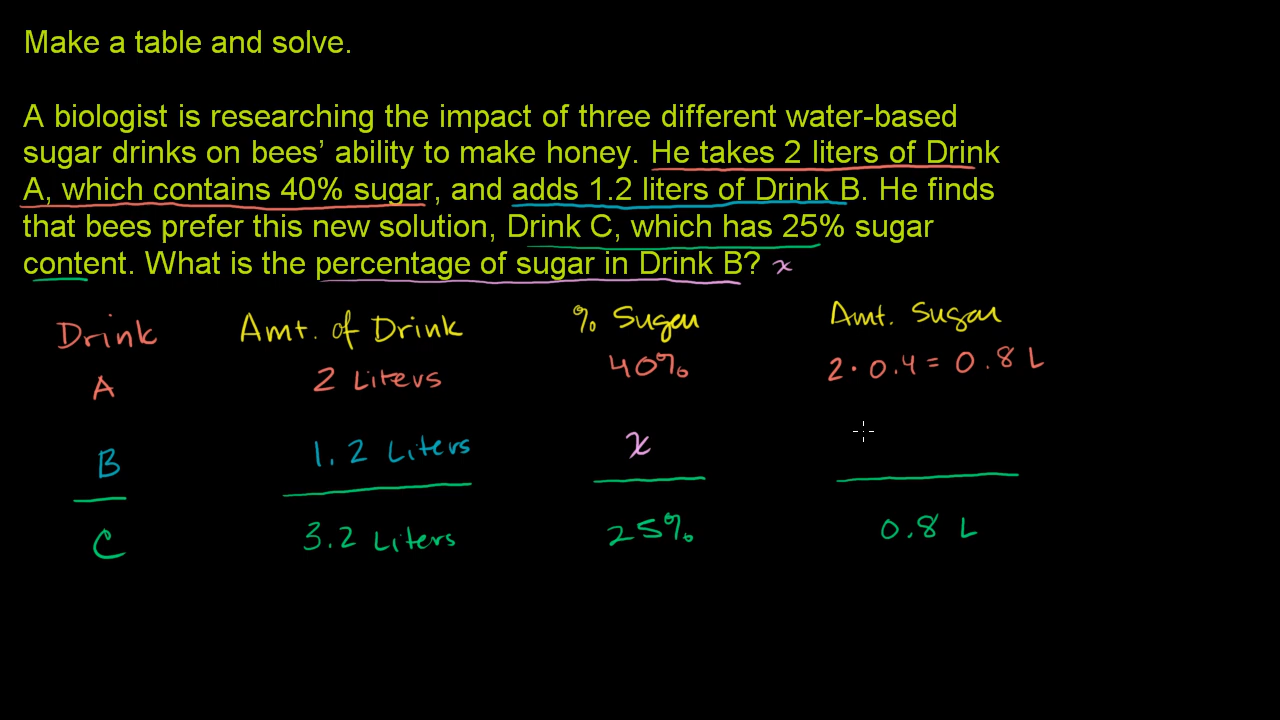 Make a table and solve.
A biologist is researching the impact of three different water-based
sugar drinks on bees' ability to make honey. He takes 2 liters of Drink
A, which contains 40% sugar, and adds 1.2 liters of Drink B. He finds
that bees prefer this new solution, Drink C, which has 25% sugar
content. What is the percentage of sugar in Drink B? x
Drink Amt. of Drink % Sugar Amt. Sugar
A 2 Liters 40% 2 · 0.4 = 0.8 L
B 1.2 Liters x
C 3.2 Liters 25% 0.8 L